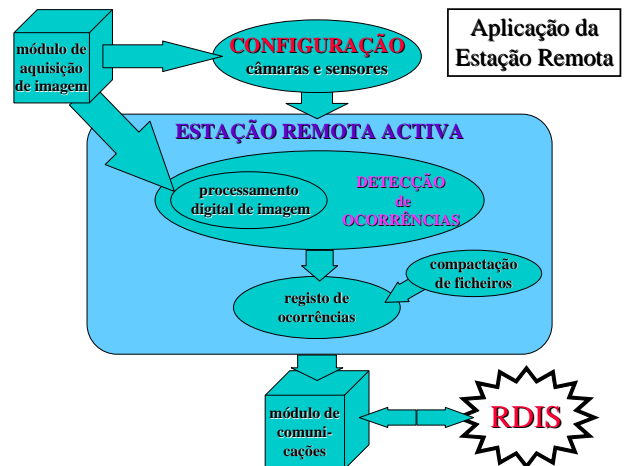 módulo de
aquisição
de imagem
CONFIGURAÇÃO
câmaras e sensores
Aplicação da
Estação Remota
ESTAÇÃO REMOTA ACTIVA
processamento
digital de imagem
DETECÇÃO
de
OCORRÊNCIAS
compactação
de ficheiros
registo de
ocorrências
módulo de
comuni-
cações
RDIS